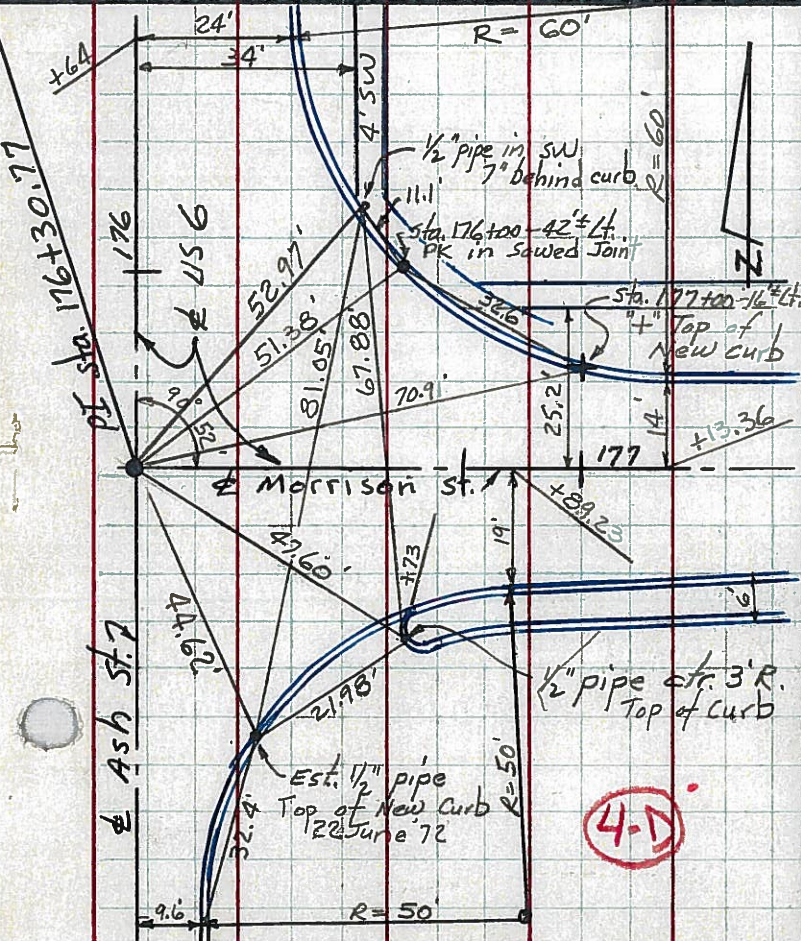 24'
R= 60'
+64
34'
4' SW
PI sta. 176+30.77
176
℄ US 6
½" pipe in SW
7" behind curb
R=60'
11.1'
Sta. 176+00-42'± Lt.
PK in Sawed Joint
N
52.97'
51.38'
81.05'
67.88'
32.6'
Sta. 177+00-16'± Lt.
"+" Top of
New Curb
70.91'
25.2'
14'
+13.36
90° 52'
℄ Morrison St.
177
+89.23
19'
47.60'
+73
29.44'
6'
℄ Ash St.
21.98'
½" pipe ctr. 3' R.
Top of Curb
Est. 1½" pipe
Top of New Curb
22 June '72
32.4'
R=50'
4-D
9.6'
R= 50'